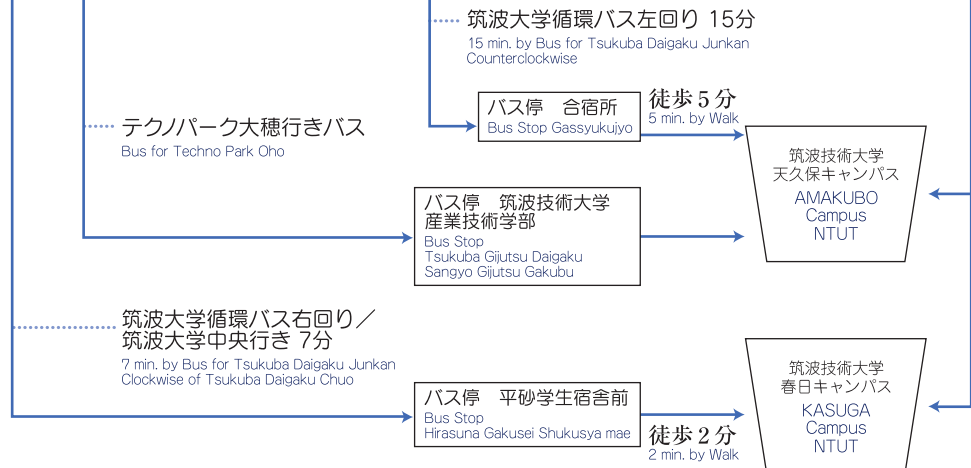 筑波大学循環バス左回り 15分
15 min. by Bus for Tsukuba Daigaku Junkan
Counterclockwise
バス停　合宿所
Bus Stop Gassyukujyo
徒歩５分
5 min. by Walk
テクノパーク大穂行きバス
Bus for Techno Park Oho
筑波技術大学
天久保キャンパス
AMAKUBO
Campus
NTUT
バス停　筑波技術大学
産業技術学部
Bus Stop
Tsukuba Gijutsu Daigaku
Sangyo Gijutsu Gakubu
筑波大学循環バス右回り／
筑波大学中央行き 7分
7 min. by Bus for Tsukuba Daigaku Junkan
Clockwise of Tsukuba Daigaku Chuo
バス停　平砂学生宿舎前
Bus Stop
Hirasuna Gakusei Shukusya mae
徒歩２分
2 min. by Walk
筑波技術大学
春日キャンパス
KASUGA
Campus
NTUT